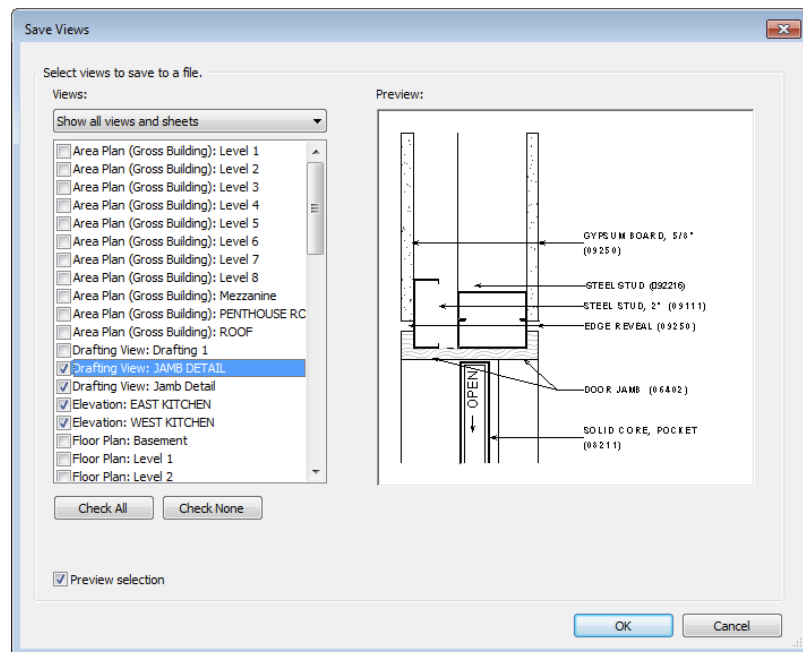 Save Views
Select views to save to a file.
Views:
Show all views and sheets
Area Plan (Gross Building): Level 1
Area Plan (Gross Building): Level 2
Area Plan (Gross Building): Level 3
Area Plan (Gross Building): Level 4
Area Plan (Gross Building): Level 5
Area Plan (Gross Building): Level 6
Area Plan (Gross Building): Level 7
Area Plan (Gross Building): Level 8
Area Plan (Gross Building): Mezzanine
Area Plan (Gross Building): PENTHOUSE RO
Area Plan (Gross Building): ROOF
Drafting View: Drafting 1
Drafting View: JAMB DETAIL
Drafting View: Jamb Detail
Elevation: EAST KITCHEN
Elevation: WEST KITCHEN
Floor Plan: Basement
Floor Plan: Level 1
Floor Plan: Level 2
Check All
Check None
Preview selection
Preview:
GYPSUM BOARD, 5/8"
(09250)
STEEL STUD (092216)
STEEL STUD, 2" (09111)
EDGE REVEAL (09250)
DOOR JAMB (06402)
OPEN
SOLID CORE, POCKET
(08211)
OK
Cancel